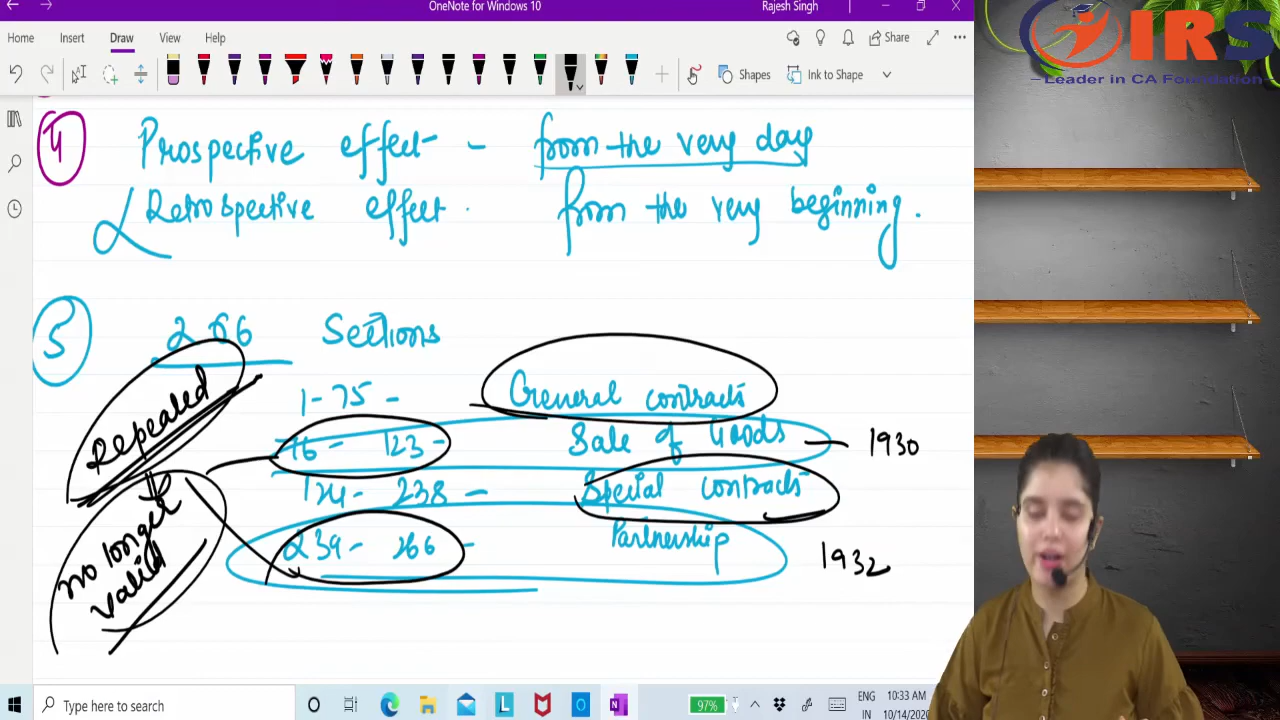 OneNote for Windows 10
Rajesh Singh
Home Insert Draw View Help
Share
Shapes
Ink to Shape
IRS
Leader in CA Foundation
4 Prospective effect - from the very day
Retrospective effect. from the very beginning.
5 266 Sections
1-75 - General contracts
76 - 123 - Sale of Goods - 1930
124 - 238 - Special contracts
239 - 266 - Partnership 1932
Repealed
No longer
valid
Type here to search
97%
ENG
IN
10:33 AM